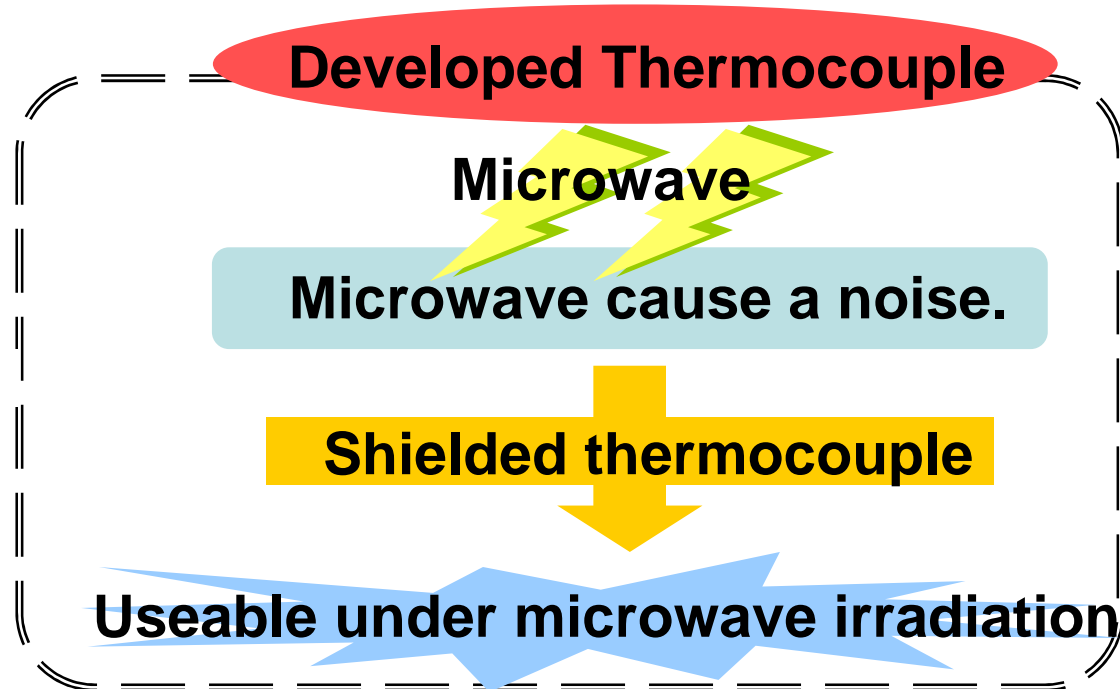 Developed Thermocouple
Microwave
Microwave cause a noise.
Shielded thermocouple
Useable under microwave irradiation